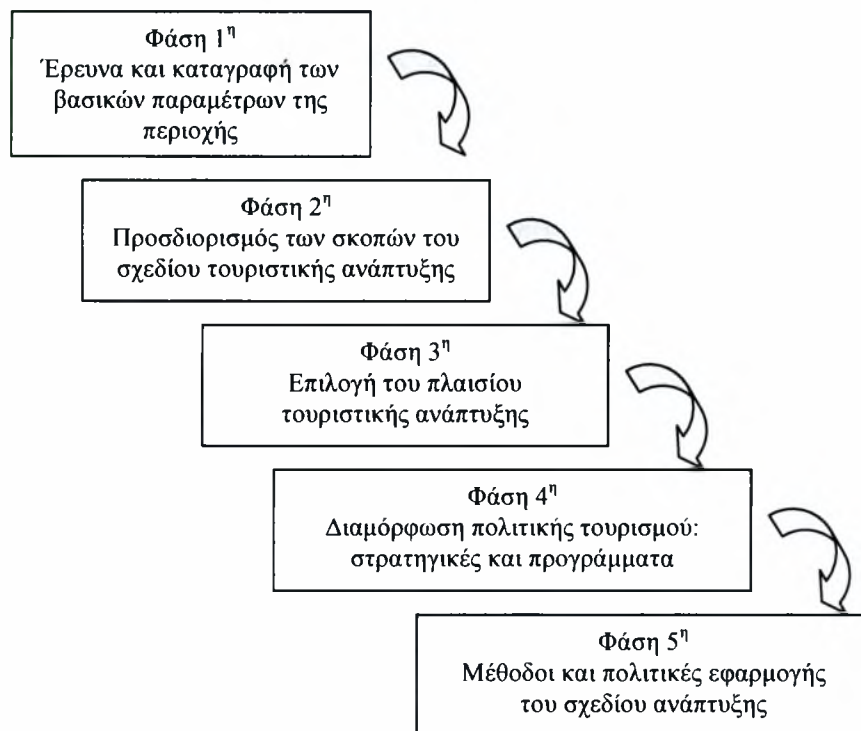 Φάση 1η
Έρευνα και καταγραφή των
βασικών παραμέτρων της
περιοχής
Φάση 2η
Προσδιορισμός των σκοπών του
σχεδίου τουριστικής ανάπτυξης
Φάση 3η
Επιλογή του πλαισίου
τουριστικής ανάπτυξης
Φάση 4η
Διαμόρφωση πολιτικής τουρισμού:
στρατηγικές και προγράμματα
Φάση 5η
Μέθοδοι και πολιτικές εφαρμογής
του σχεδίου ανάπτυξης